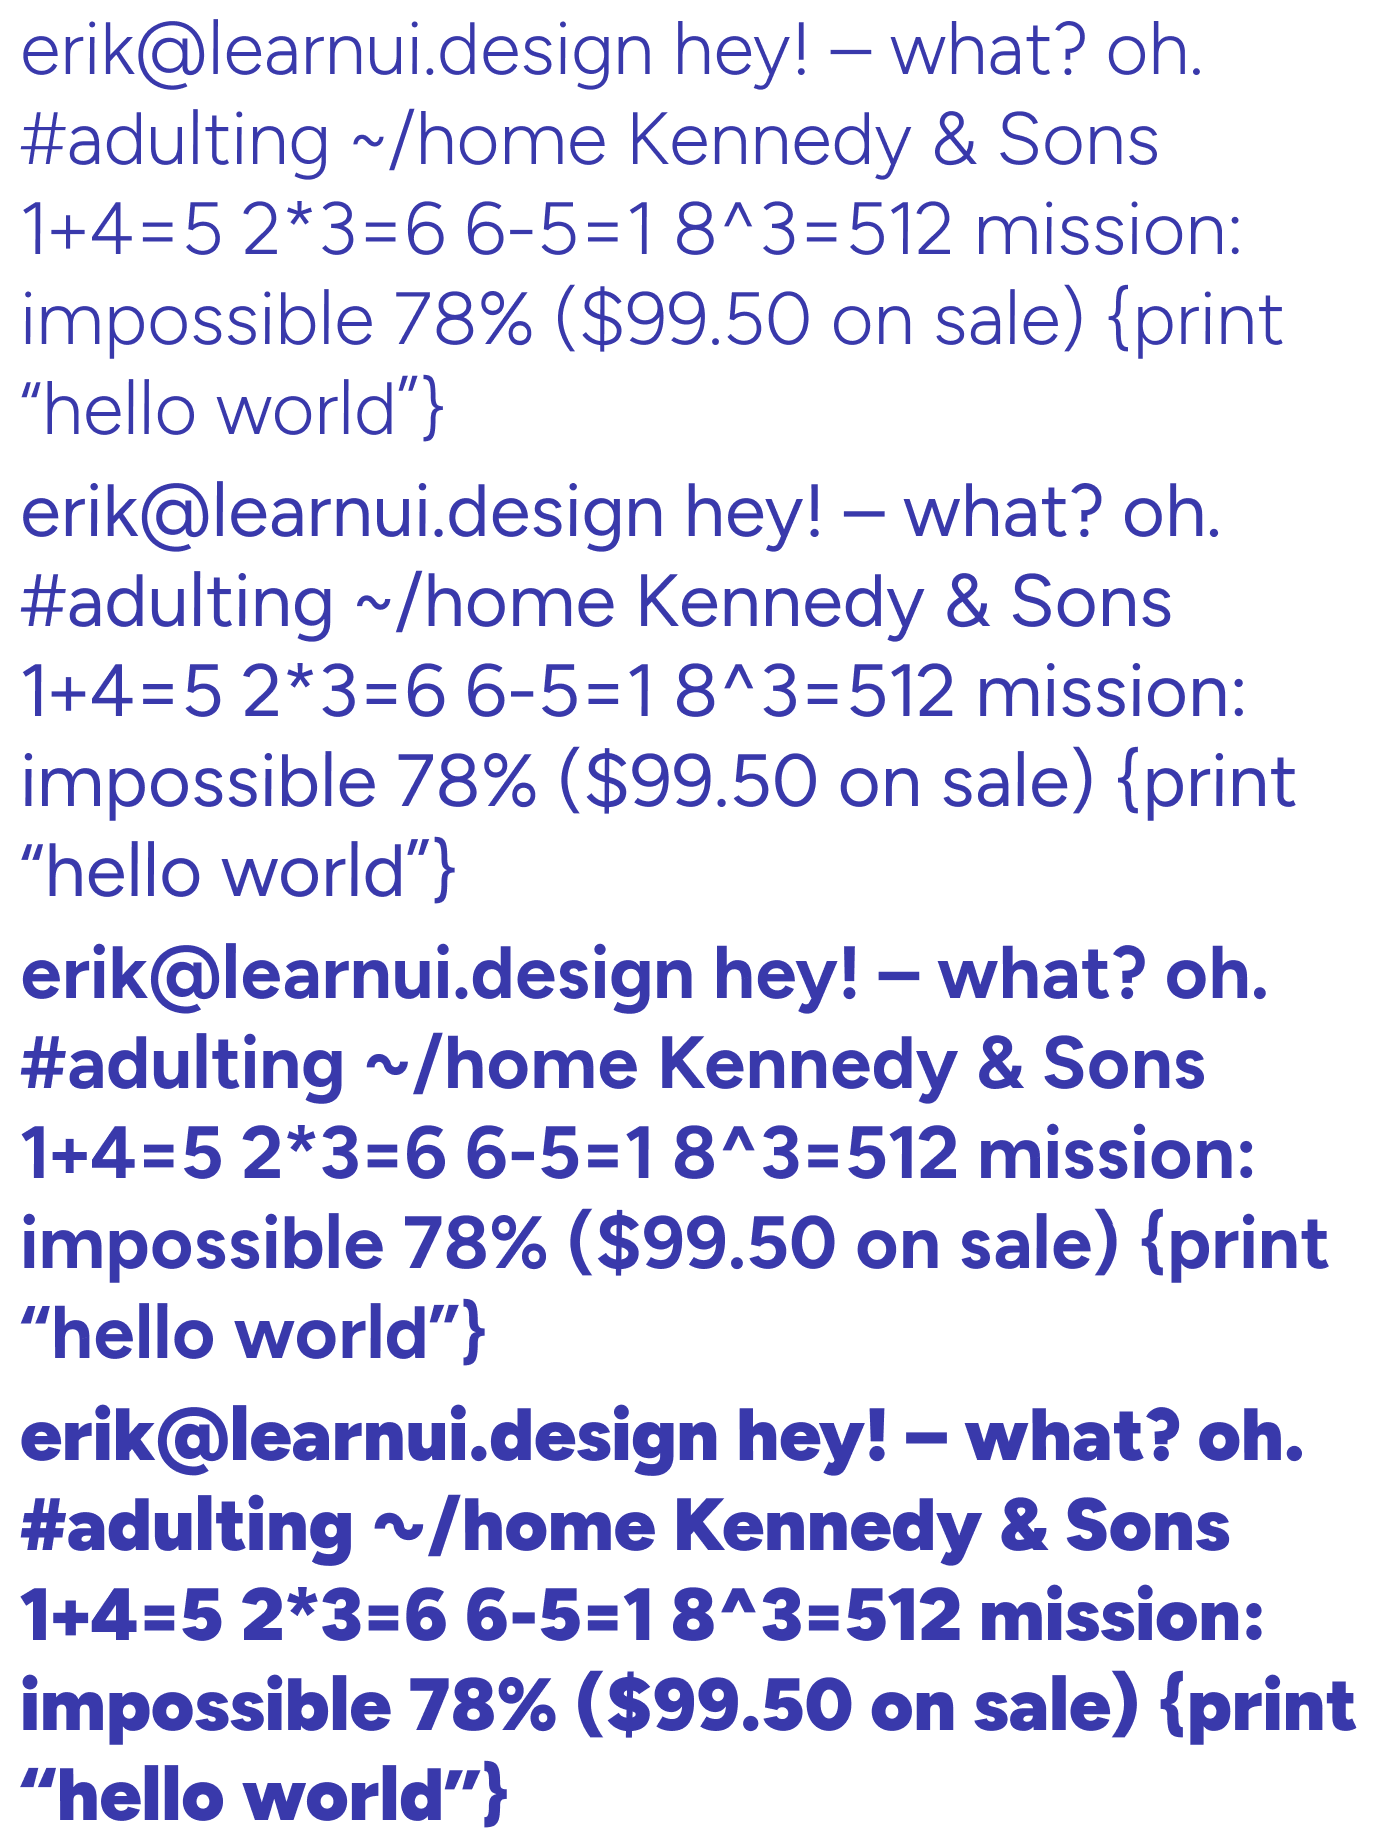 erik@learnui.design hey! – what? oh.
#adulting ~/home Kennedy & Sons
1+4=5 2*3=6 6-5=1 8^3=512 mission:
impossible 78% ($99.50 on sale) {print
“hello world”}
erik@learnui.design hey! – what? oh.
#adulting ~/home Kennedy & Sons
1+4=5 2*3=6 6-5=1 8^3=512 mission:
impossible 78% ($99.50 on sale) {print
“hello world”}
erik@learnui.design hey! – what? oh.
#adulting ~/home Kennedy & Sons
1+4=5 2*3=6 6-5=1 8^3=512 mission:
impossible 78% ($99.50 on sale) {print
“hello world”}
erik@learnui.design hey! – what? oh.
#adulting ~/home Kennedy & Sons
1+4=5 2*3=6 6-5=1 8^3=512 mission:
impossible 78% ($99.50 on sale) {print
“hello world”}